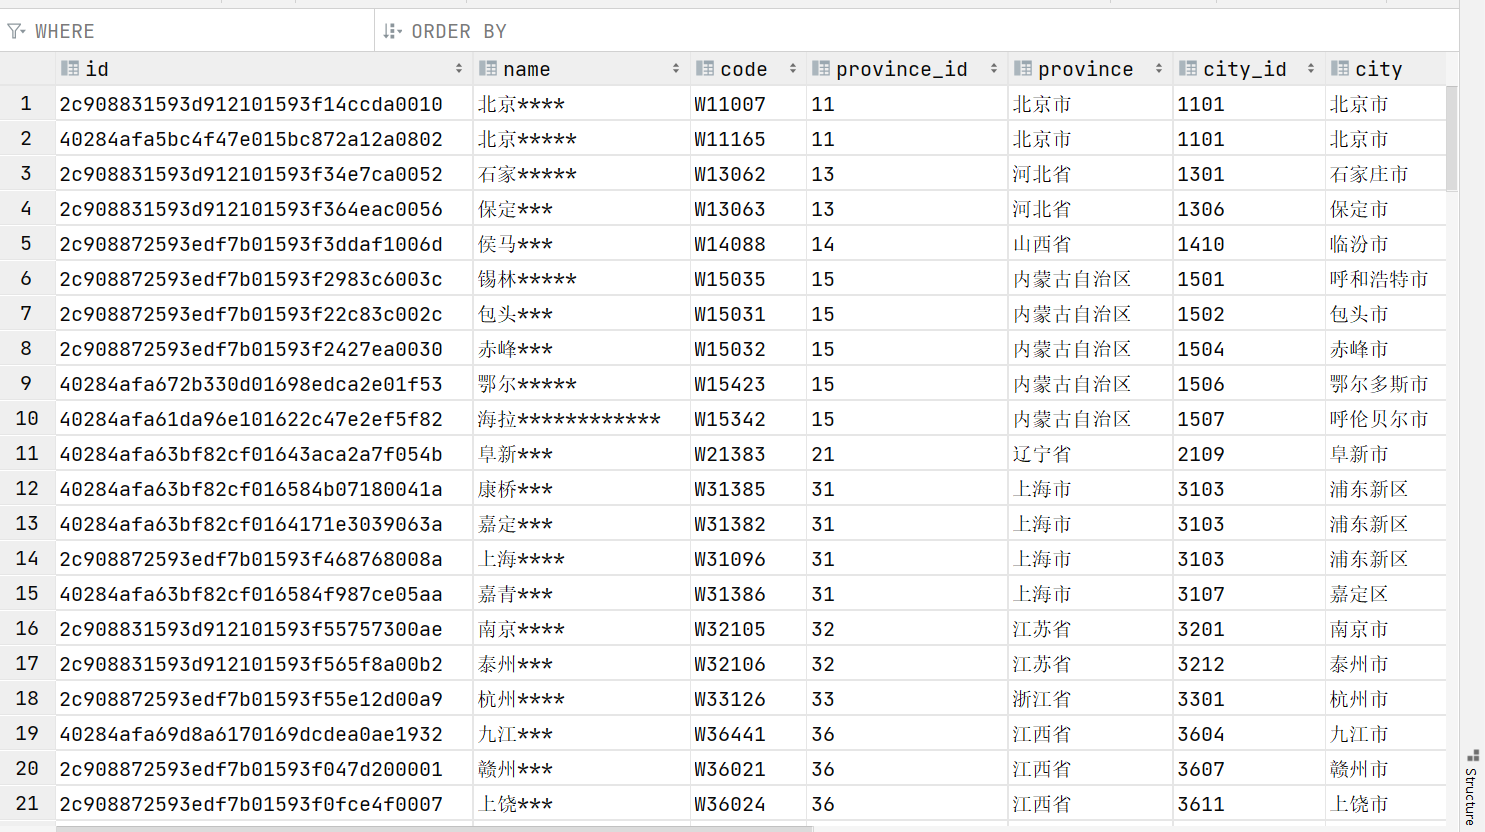 WHERE ORDER BY
id name code province_id province city_id city
1 2c908831593d912101593f14ccda0010 北京**** W11007 11 北京市 1101 北京市
2 40284afa5bc4f47e015bc872a12a0802 北京***** W11165 11 北京市 1101 北京市
3 2c908831593d912101593f34e7ca0052 石家***** W13062 13 河北省 1301 石家庄市
4 2c908831593d912101593f364eac0056 保定*** W13063 13 河北省 1306 保定市
5 2c908872593edf7b01593f3ddaf1006d 侯马*** W14088 14 山西省 1410 临汾市
6 2c908872593edf7b01593f2983c6003c 锡林***** W15035 15 内蒙古自治区 1501 呼和浩特市
7 2c908872593edf7b01593f22c83c002c 包头*** W15031 15 内蒙古自治区 1502 包头市
8 2c908872593edf7b01593f2427ea0030 赤峰*** W15032 15 内蒙古自治区 1504 赤峰市
9 40284afa672b330d01698edca2e01f53 鄂尔***** W15423 15 内蒙古自治区 1506 鄂尔多斯市
10 40284afa61da96e101622c47e2ef5f82 海拉************ W15342 15 内蒙古自治区 1507 呼伦贝尔市
11 40284afa63bf82cf01643aca2a7f054b 阜新*** W21383 21 辽宁省 2109 阜新市
12 40284afa63bf82cf016584b07180041a 康桥*** W31385 31 上海市 3103 浦东新区
13 40284afa63bf82cf0164171e3039063a 嘉定*** W31382 31 上海市 3103 浦东新区
14 2c908872593edf7b01593f468768008a 上海**** W31096 31 上海市 3103 浦东新区
15 40284afa63bf82cf016584f987ce05aa 嘉青*** W31386 31 上海市 3107 嘉定区
16 2c908831593d912101593f55757300ae 南京**** W32105 32 江苏省 3201 南京市
17 2c908831593d912101593f565f8a00b2 泰州*** W32106 32 江苏省 3212 泰州市
18 2c908872593edf7b01593f55e12d00a9 杭州**** W33126 33 浙江省 3301 杭州市
19 40284afa69d8a6170169dcdea0ae1932 九江*** W36441 36 江西省 3604 九江市
20 2c908872593edf7b01593f047d200001 赣州*** W36021 36 江西省 3607 赣州市
21 2c908872593edf7b01593f0fce4f0007 上饶*** W36024 36 江西省 3611 上饶市
Structure